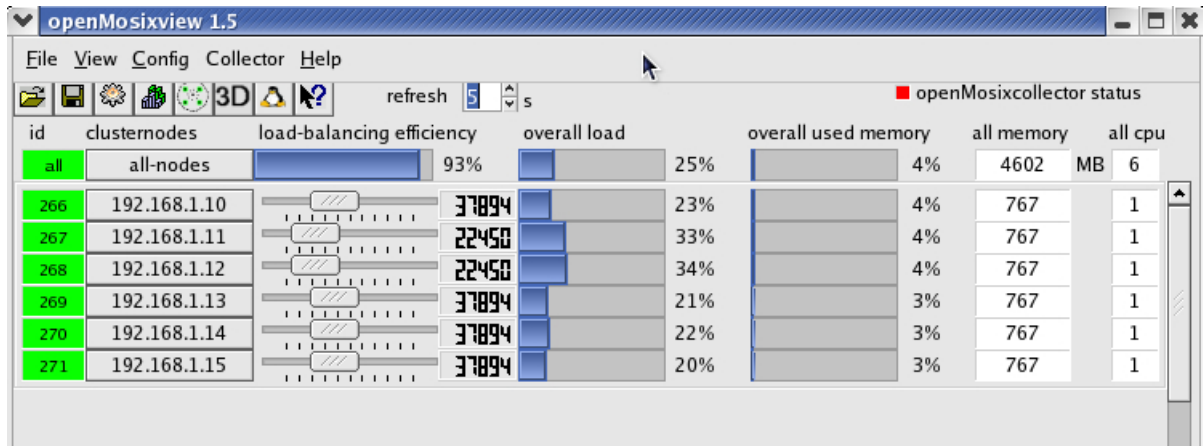 openMosixview 1.5
File View Config Collector Help
3D ? refresh 5 s openMosixcollector status
id clusternodes load-balancing efficiency overall load overall used memory all memory all cpu
all all-nodes 93% 25% 4% 4602 MB 6
266 192.168.1.10 37894 23% 4% 767 1
267 192.168.1.11 22450 33% 4% 767 1
268 192.168.1.12 22450 34% 4% 767 1
269 192.168.1.13 37894 21% 3% 767 1
270 192.168.1.14 37894 22% 3% 767 1
271 192.168.1.15 37894 20% 3% 767 1